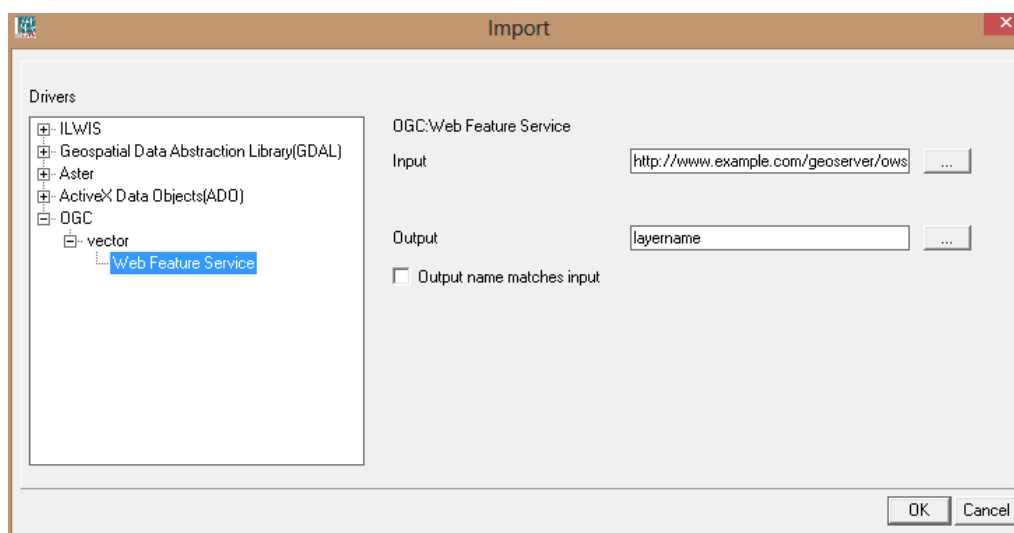 Import
Drivers
ILWIS
Geospatial Data Abstraction Library(GDAL)
Aster
ActiveX Data Objects(ADO)
OGC
vector
Web Feature Service
OGC:Web Feature Service
Input
http://www.example.com/geoserver/ows
...
Output
layername
...
Output name matches input
OK
Cancel